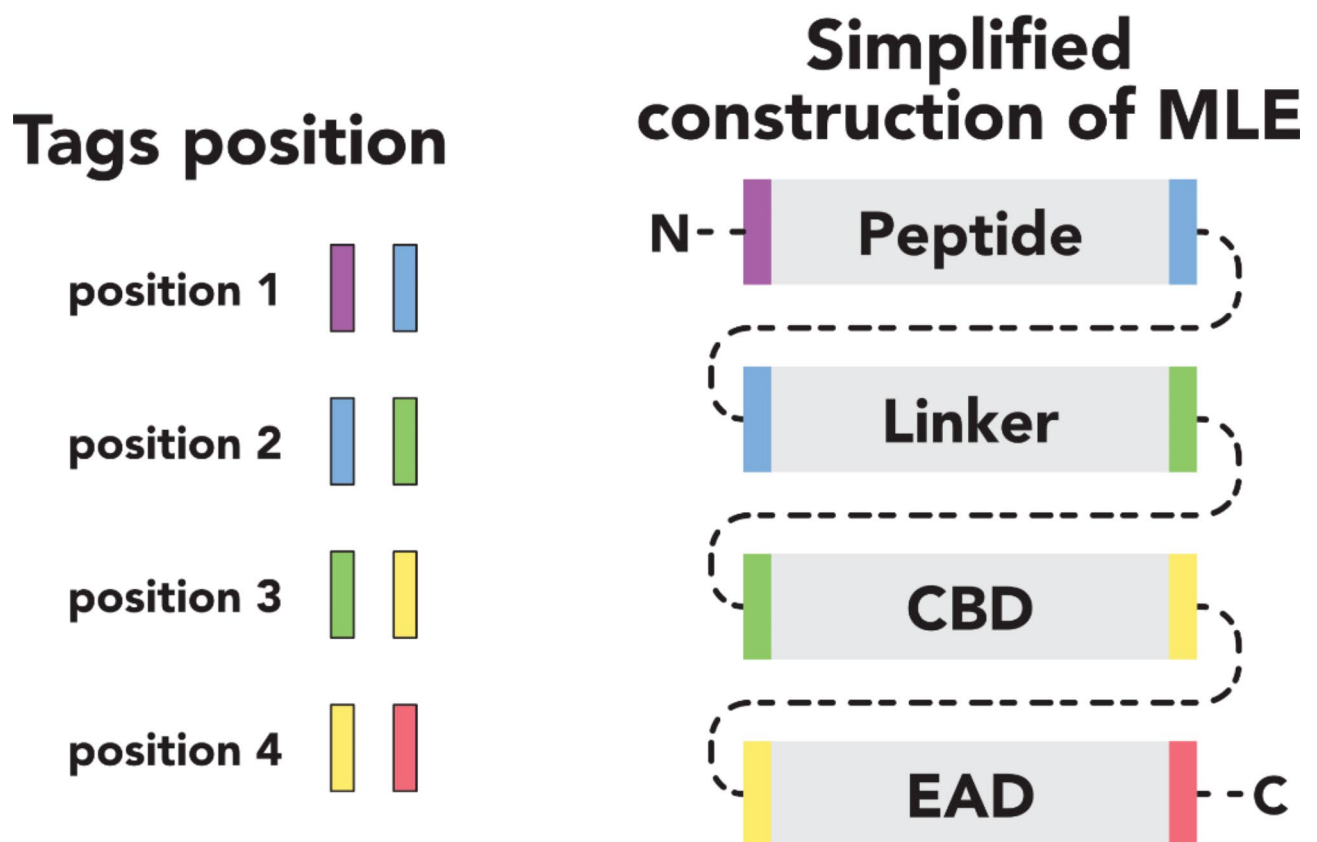 Tags position
position 1
position 2
position 3
position 4
Simplified
construction of MLE
N
Peptide
Linker
CBD
EAD
C